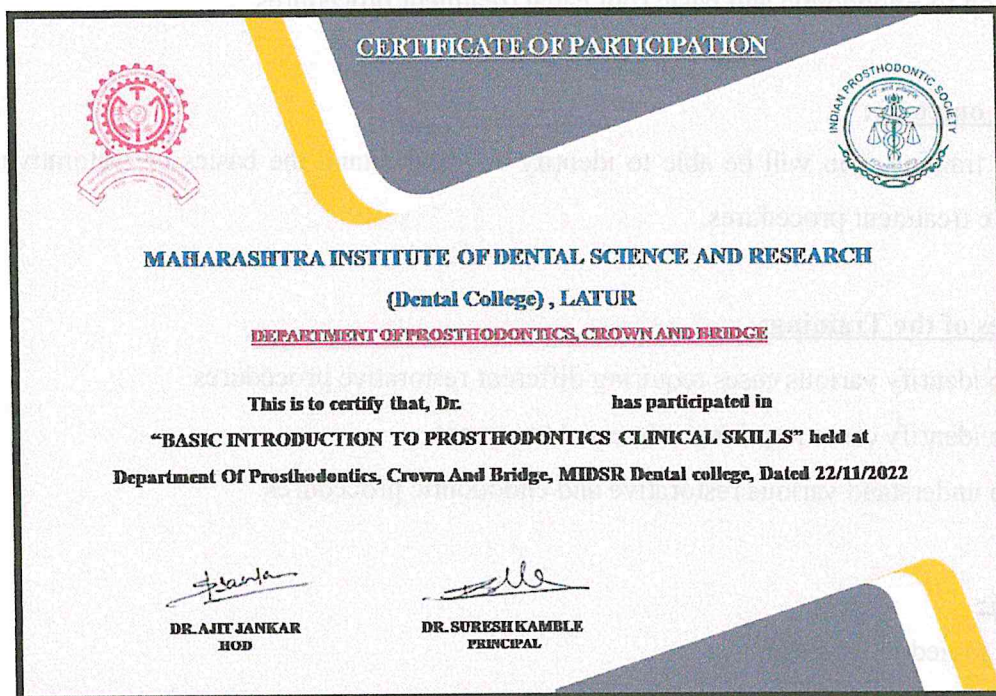 CERTIFICATE OF PARTICIPATION
INDIAN PROSTHODONTIC SOCIETY
MAHARASHTRA INSTITUTE OF DENTAL SCIENCE AND RESEARCH
(Dental College) , LATUR
DEPARTMENT OF PROSTHODONTICS, CROWN AND BRIDGE
This is to certify that, Dr. has participated in
“BASIC INTRODUCTION TO PROSTHODONTICS CLINICAL SKILLS” held at
Department Of Prosthodontics, Crown And Bridge, MIDSR Dental college, Dated 22/11/2022
DR. AJIT JANKAR
HOD
DR. SURESH KAMBLE
PRINCIPAL